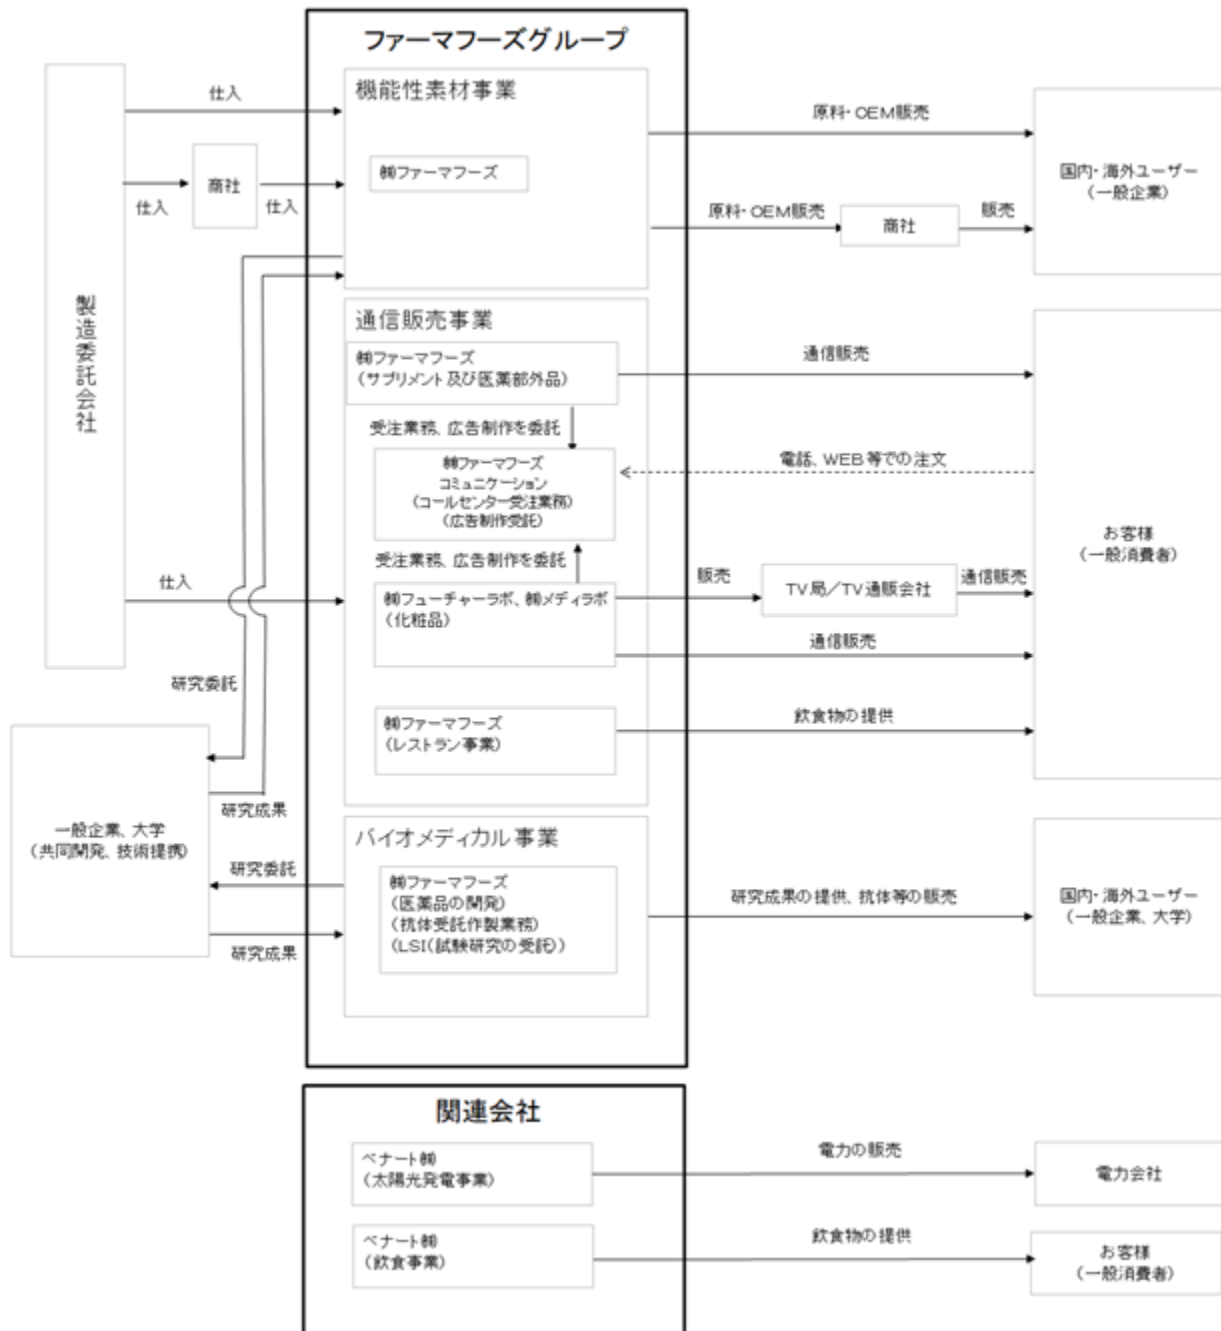 ファーマフーズグループ
機能性素材事業
仕入
原料・OEM販売
商社
㈱ファーマフーズ
国内・海外ユーザー
(一般企業)
仕入
仕入
原料・OEM販売
商社
販売
製造委託会社
通信販売事業
㈱ファーマフーズ
(サプリメント及び医薬部外品)
通信販売
受注業務、広告制作を委託
㈱ファーマフーズ
コミュニケーション
(コールセンター受注業務)
(広告制作受託)
電話、WEB等での注文
お客様
(一般消費者)
受注業務、広告制作を委託
仕入
㈱フューチャーラボ、㈱メディラボ
(化粧品)
販売
TV局/TV通販会社
通信販売
通信販売
研究委託
㈱ファーマフーズ
(レストラン事業)
飲食物の提供
研究成果
一般企業、大学
(共同開発、技術提携)
バイオメディカル事業
研究委託
㈱ファーマフーズ
(医薬品の開発)
(抗体受託作製業務)
(LSI(試験研究の受託))
研究成果の提供、抗体等の販売
国内・海外ユーザー
(一般企業、大学)
研究成果
関連会社
ベナート㈱
(太陽光発電事業)
電力の販売
電力会社
ベナート㈱
(飲食事業)
飲食物の提供
お客様
(一般消費者)